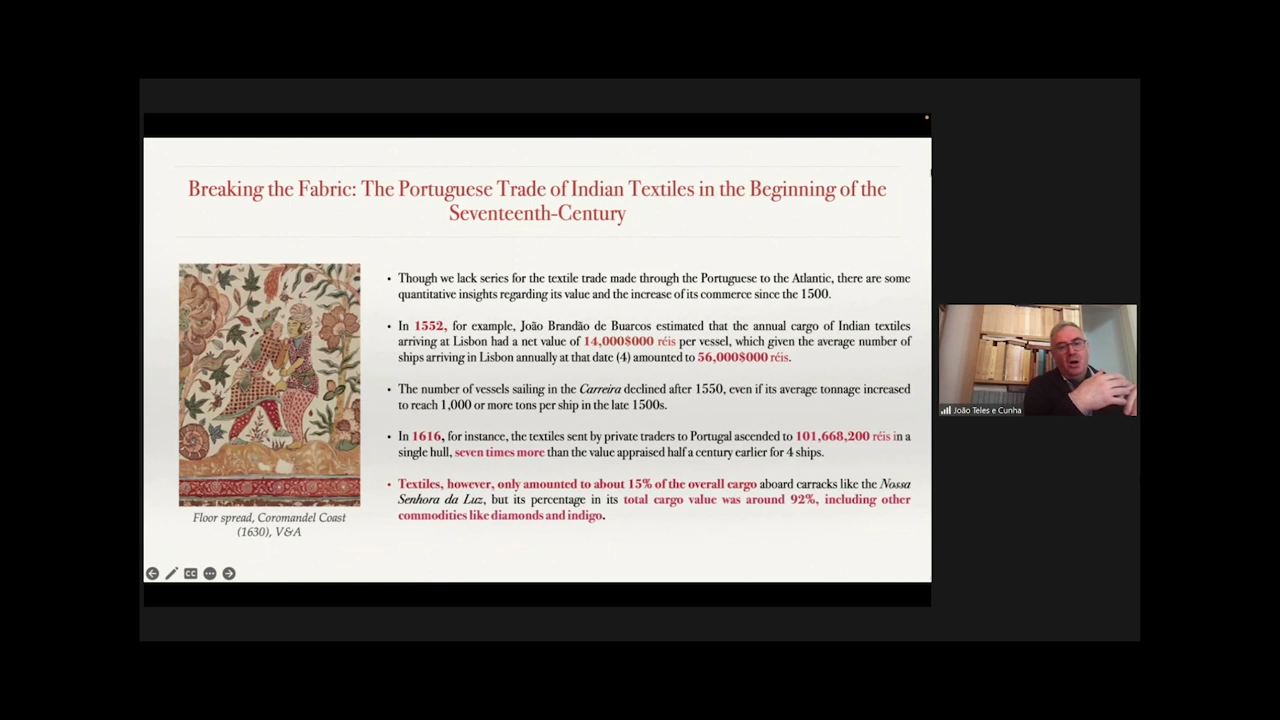 Breaking the Fabric: The Portuguese Trade of Indian Textiles in the Beginning of the
Seventeenth-Century
• Though we lack series for the textile trade made through the Portuguese to the Atlantic, there are some
quantitative insights regarding its value and the increase of its commerce since the 1500.
• In 1552, for example, João Brandão de Buarcos estimated that the annual cargo of Indian textiles
arriving at Lisbon had a net value of 14,000$000 réis per vessel, which given the average number of
ships arriving in Lisbon annually at that date (4) amounted to 56,000$000 réis.
• The number of vessels sailing in the Carreira declined after 1550, even if its average tonnage increased
to reach 1,000 or more tons per ship in the late 1500s.
• In 1616, for instance, the textiles sent by private traders to Portugal ascended to 101,668,200 réis in a
single hull, seven times more than the value appraised half a century earlier for 4 ships.
• Textiles, however, only amounted to about 15% of the overall cargo aboard carracks like the Nossa
Senhora da Luz, but its percentage in its total cargo value was around 92%, including other
commodities like diamonds and indigo.
Floor spread, Coromandel Coast
(1630), V&A
CC
João Teles e Cunha